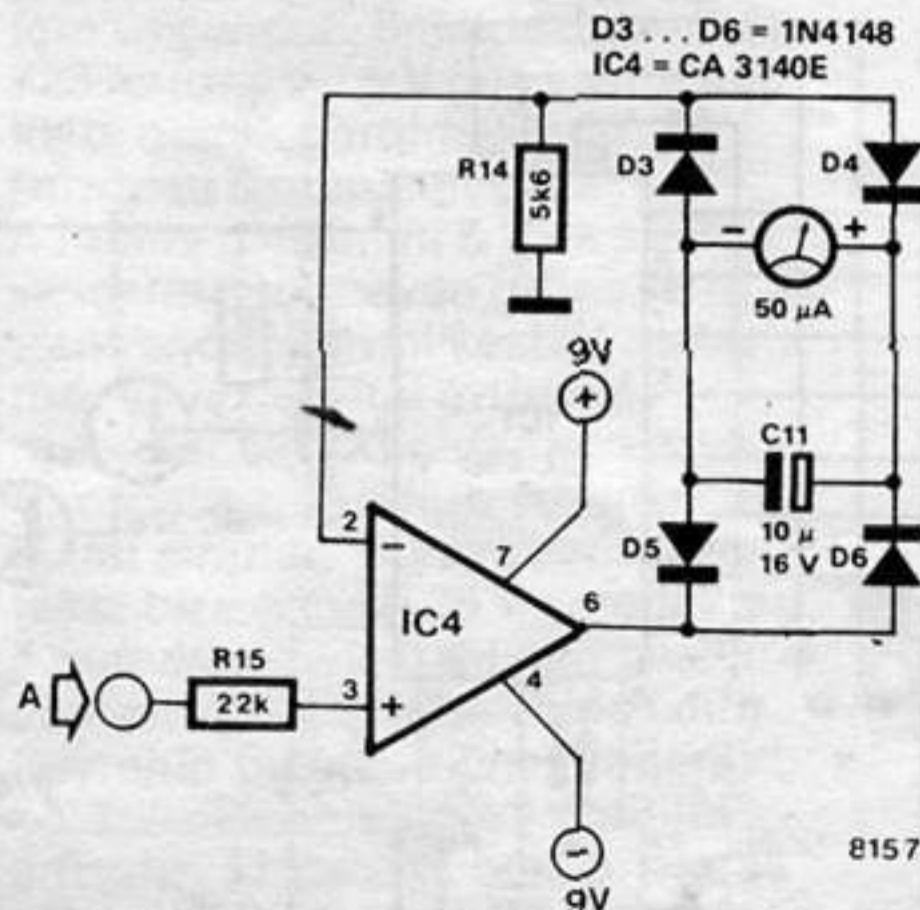 D3 . . . D6 = 1N4148
IC4 = CA 3140E
R14
5k6
D3
D4
−
+
50 µA
9V
+
C11
10 µ
16 V
2
−
7
D5
D6
IC4
6
A
R15
22k
3
+
4
−
9V
8157